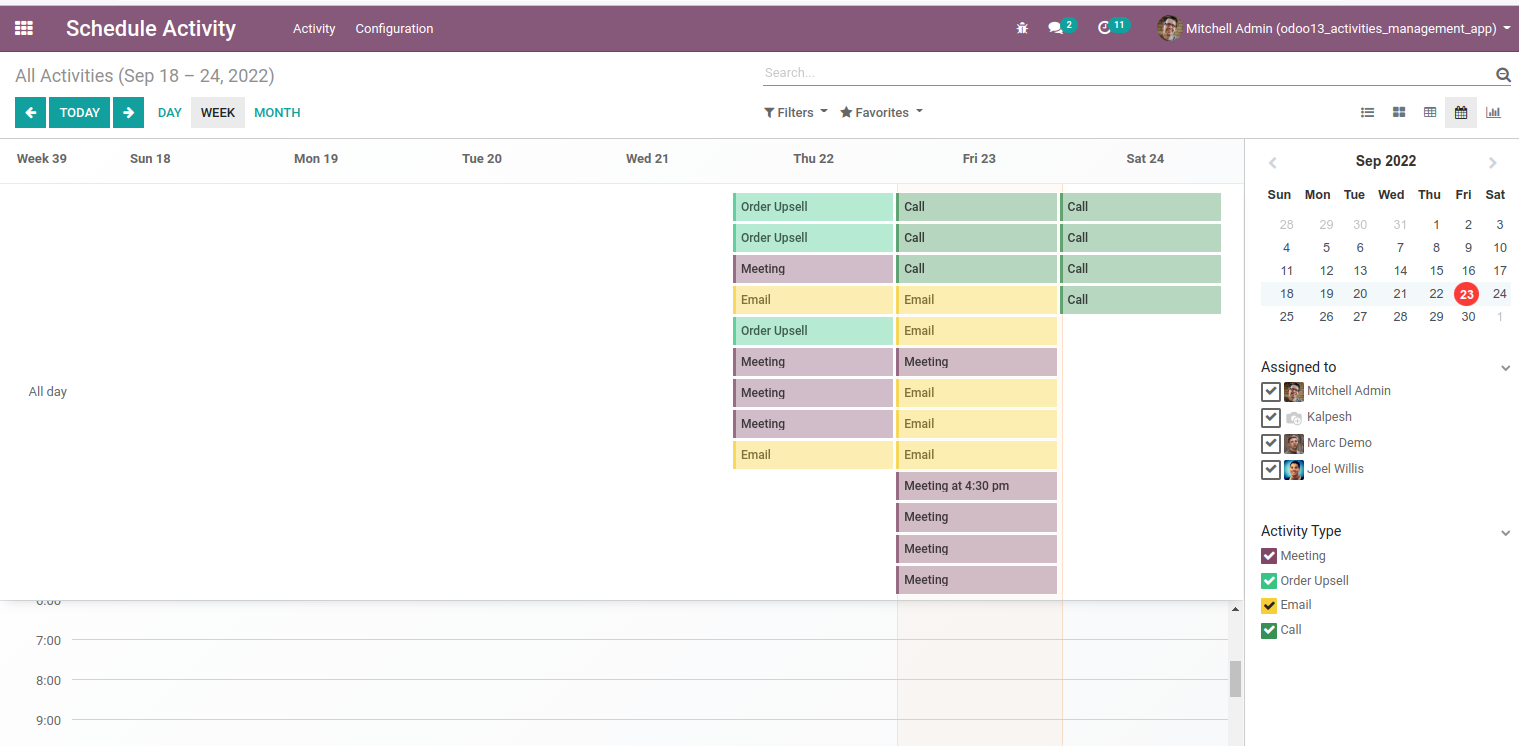 Schedule Activity Activity Configuration 2 11 Mitchell Admin (odoo13_activities_management_app)
All Activities (Sep 18 – 24, 2022) Search...
TODAY DAY WEEK MONTH Filters Favorites
Week 39 Sun 18 Mon 19 Tue 20 Wed 21 Thu 22 Fri 23 Sat 24
Order Upsell Call Call
Order Upsell Call Call
Meeting Call Call
Email Email Call
Order Upsell Email
Meeting Meeting
All day Meeting Email
Meeting Email
Email Email
Meeting at 4:30 pm
Meeting
Meeting
Meeting
6:00
7:00
8:00
9:00
Sep 2022
Sun Mon Tue Wed Thu Fri Sat
28 29 30 31 1 2 3
4 5 6 7 8 9 10
11 12 13 14 15 16 17
18 19 20 21 22 23 24
25 26 27 28 29 30 1
Assigned to
Mitchell Admin
Kalpesh
Marc Demo
Joel Willis
Activity Type
Meeting
Order Upsell
Email
Call